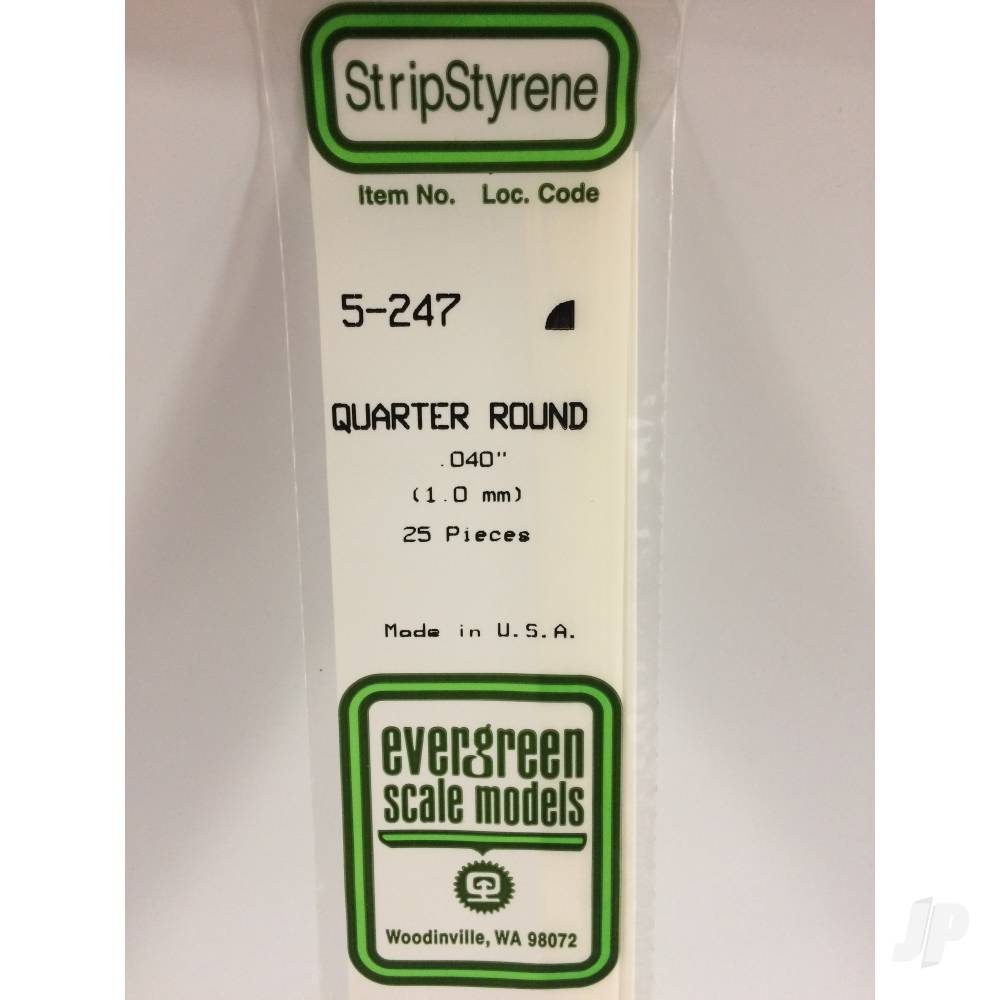 StripStyrene
Item No. Loc. Code
5-247
QUARTER ROUND
.040"
(1.0 mm)
25 Pieces
Made in U.S.A.
evergreen
scale models
Woodinville, WA 98072
JP